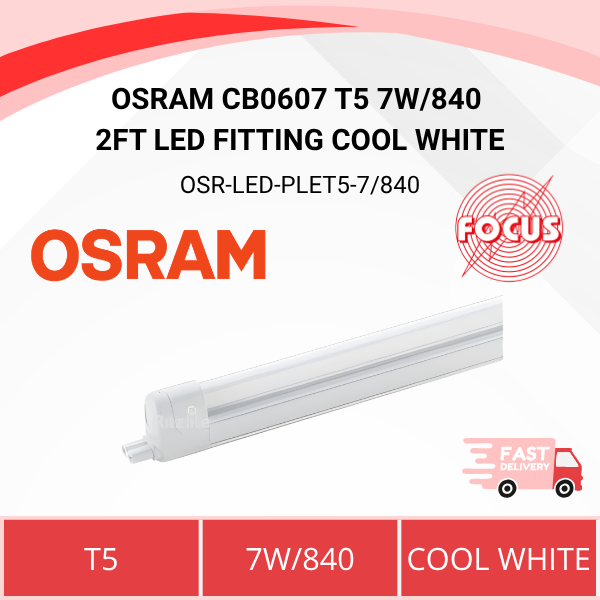 OSRAM CB0607 T5 7W/840
2FT LED FITTING COOL WHITE
OSR-LED-PLET5-7/840
OSRAM
FOCUS
FAST
DELIVERY
T5
7W/840
COOL WHITE